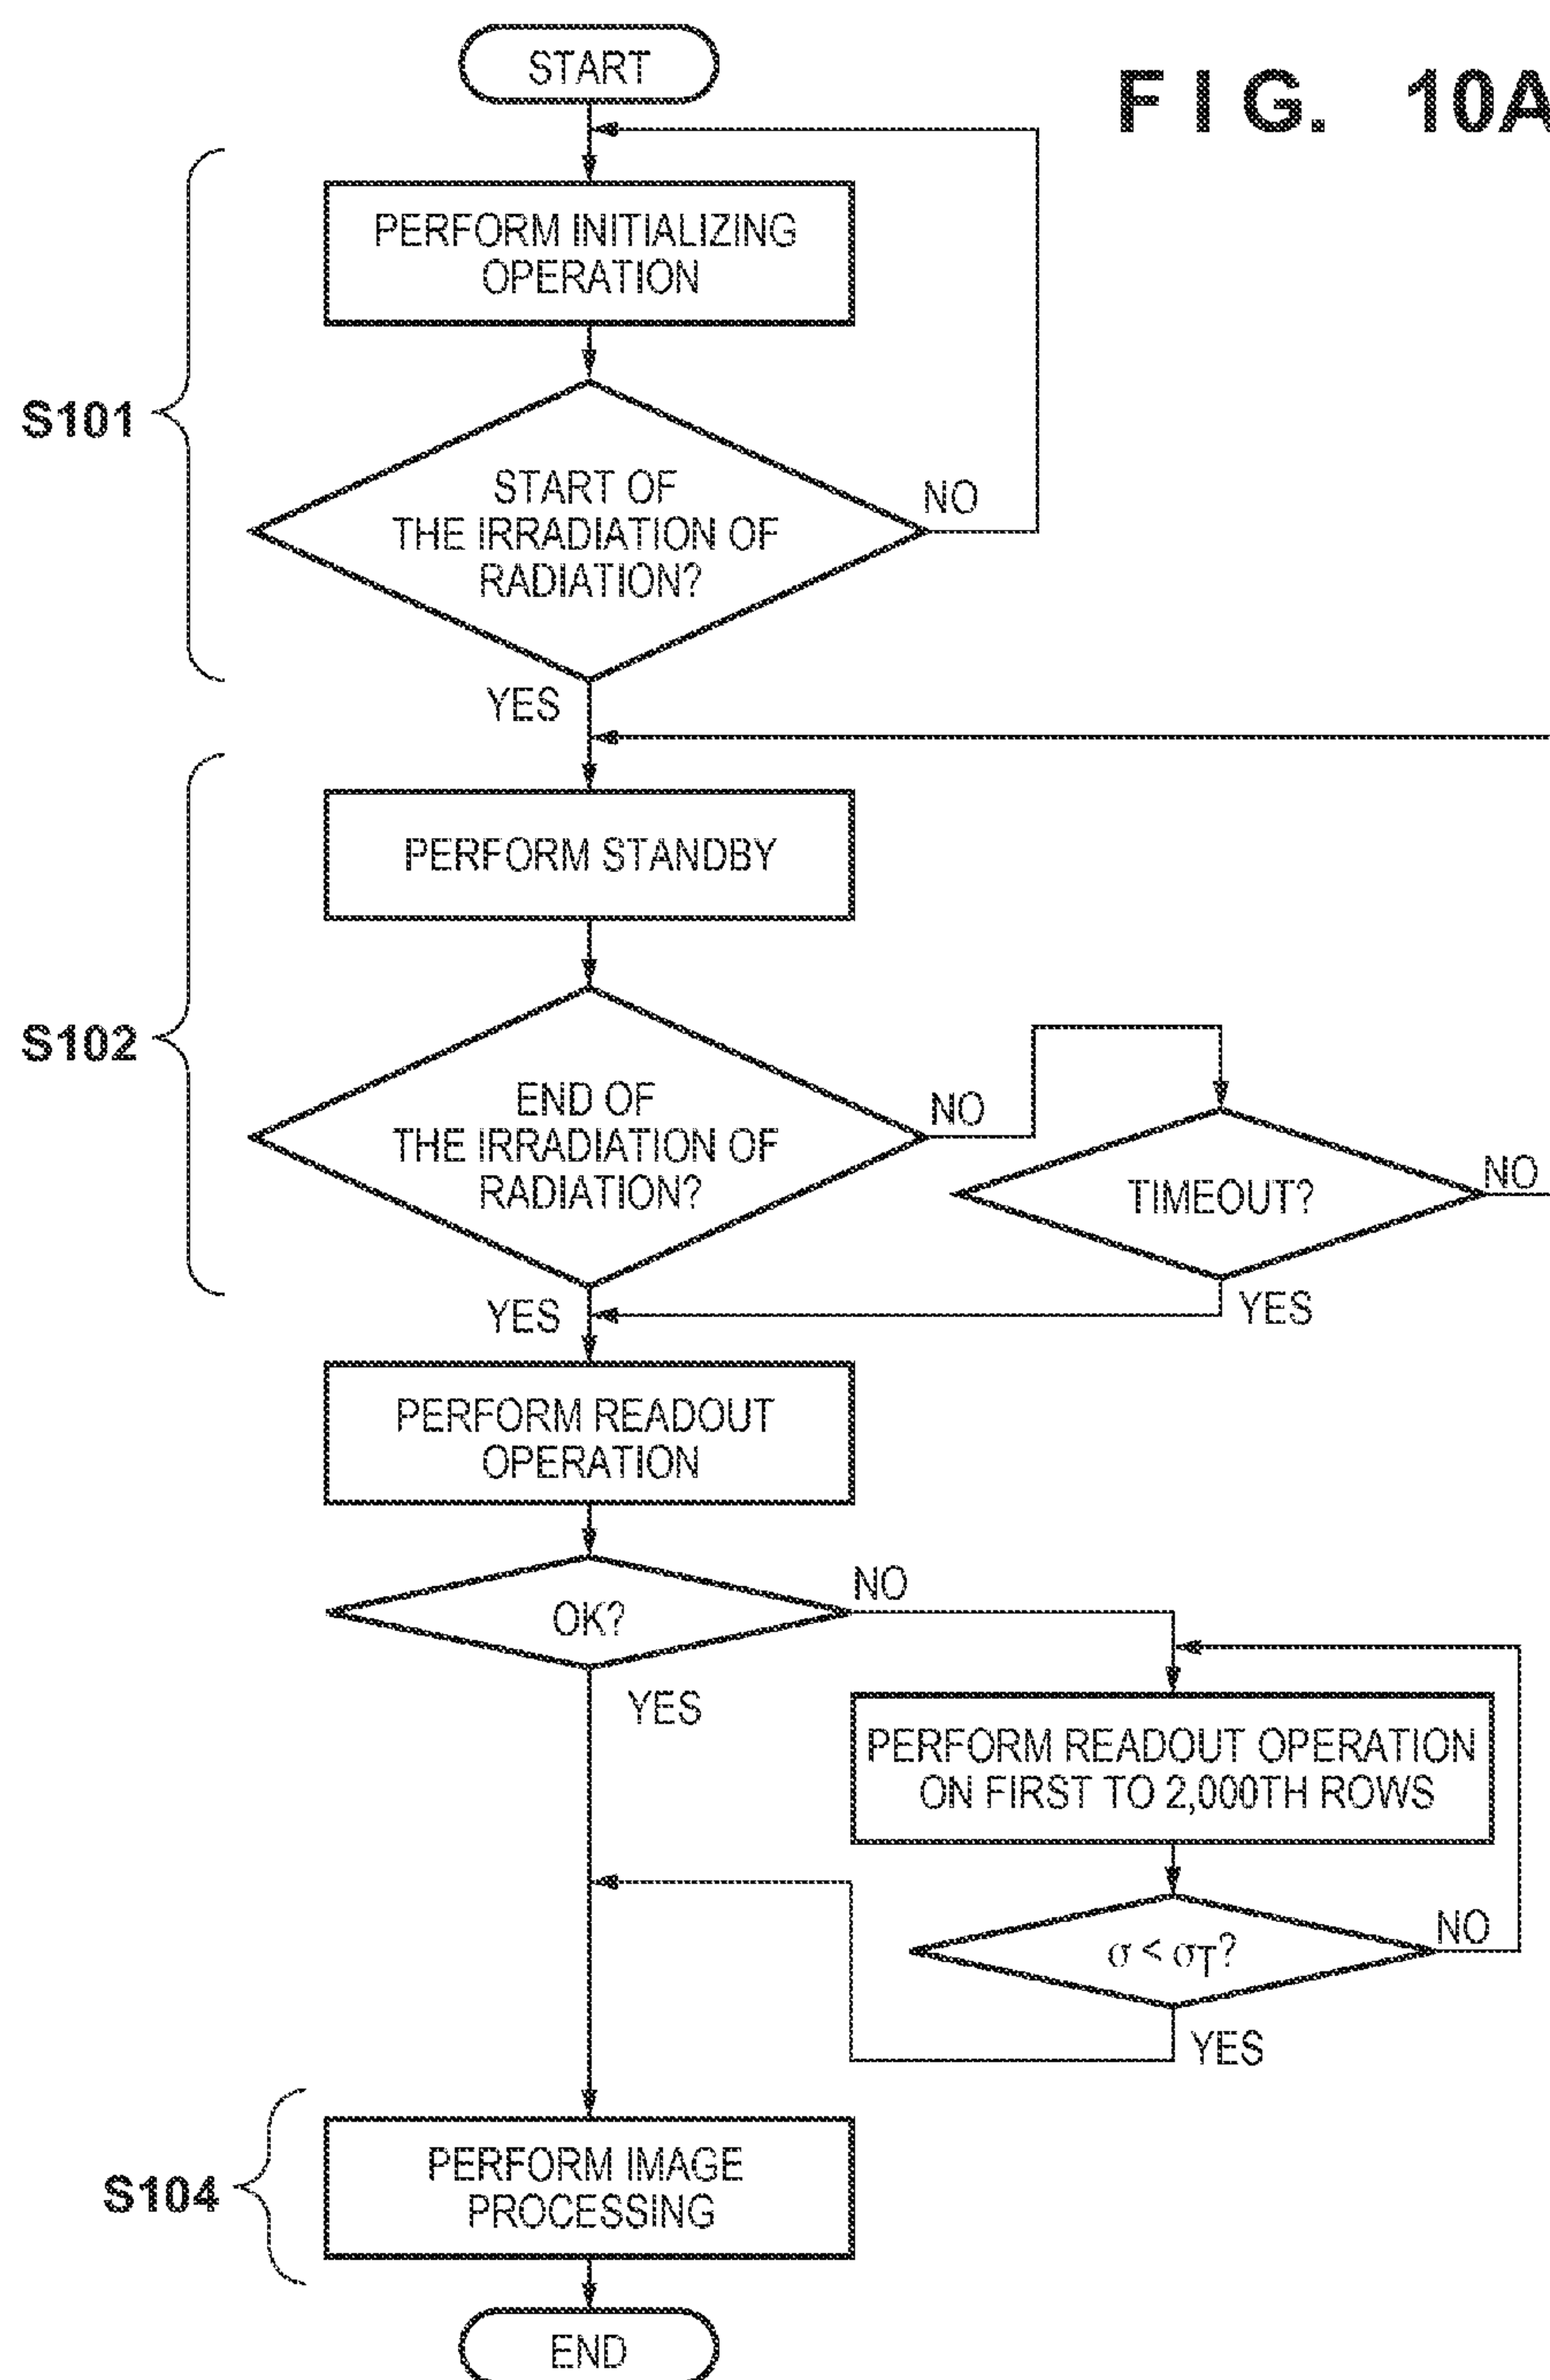 START
FIG. 10A
PERFORM INITIALIZING
OPERATION
S101
START OF
THE IRRADIATION OF
RADIATION?
NO
YES
PERFORM STANDBY
S102
END OF
THE IRRADIATION OF
RADIATION?
NO
TIMEOUT?
NO
YES
YES
PERFORM READOUT
OPERATION
OK?
NO
YES
PERFORM READOUT OPERATION
ON FIRST TO 2,000TH ROWS
σ < σT?
NO
YES
S104
PERFORM IMAGE
PROCESSING
END